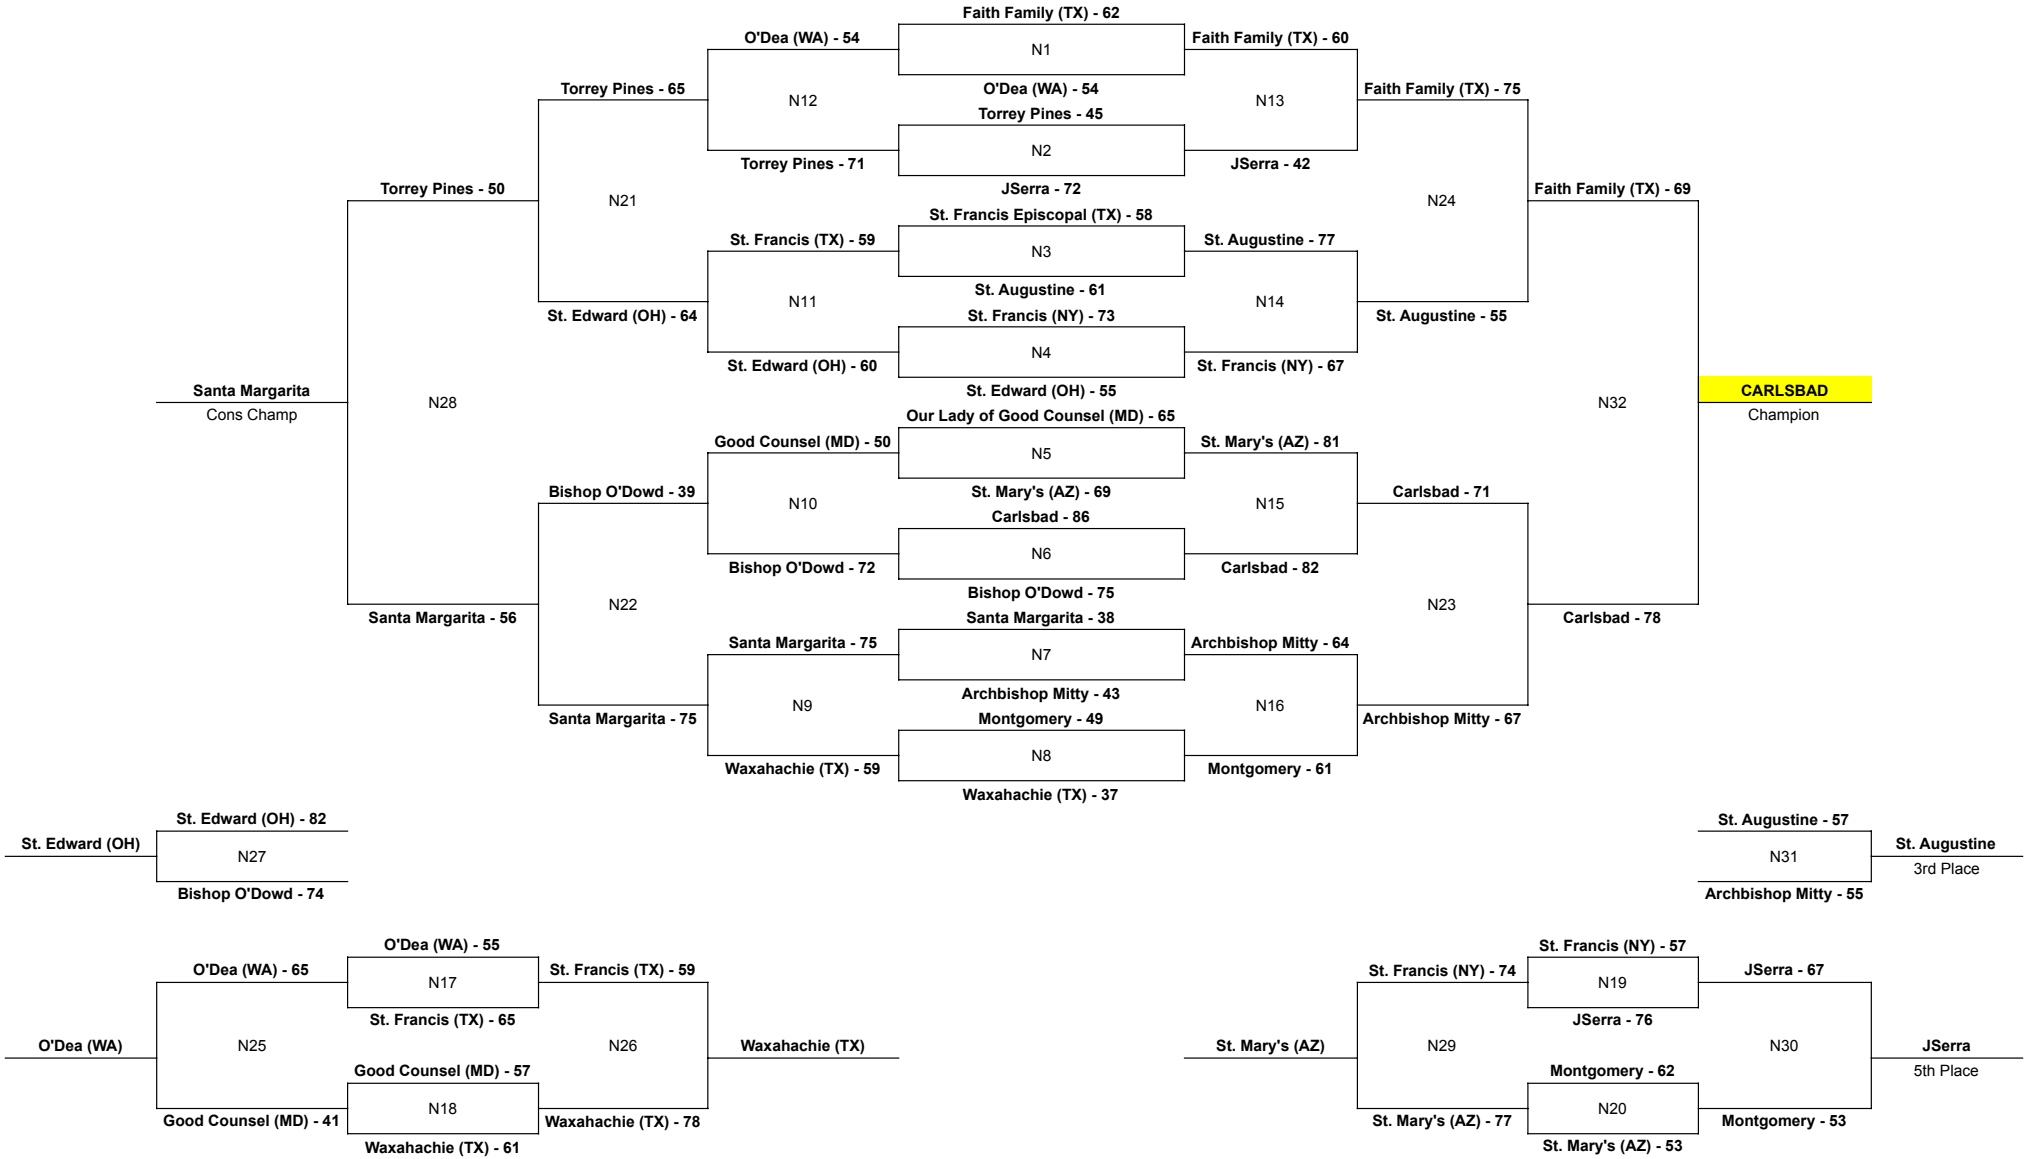 Faith Family (TX) - 62
O'Dea (WA) - 54
N1
Faith Family (TX) - 60
Torrey Pines - 65
N12
O'Dea (WA) - 54
N13
Faith Family (TX) - 75
Torrey Pines - 45
N2
Torrey Pines - 71
JSerra - 42
Torrey Pines - 50
N21
JSerra - 72
N24
Faith Family (TX) - 69
St. Francis Episcopal (TX) - 58
St. Francis (TX) - 59
N3
St. Augustine - 77
N11
St. Augustine - 61
N14
St. Edward (OH) - 64
St. Francis (NY) - 73
St. Augustine - 55
N4
St. Edward (OH) - 60
St. Francis (NY) - 67
Santa Margarita
Cons Champ
N28
St. Edward (OH) - 55
N32
CARLSBAD
Champion
Our Lady of Good Counsel (MD) - 65
Good Counsel (MD) - 50
N5
St. Mary's (AZ) - 81
Bishop O'Dowd - 39
N10
St. Mary's (AZ) - 69
N15
Carlsbad - 71
Carlsbad - 86
N6
Bishop O'Dowd - 72
Carlsbad - 82
N22
Bishop O'Dowd - 75
N23
Santa Margarita - 56
Santa Margarita - 38
Carlsbad - 78
Santa Margarita - 75
N7
Archbishop Mitty - 64
N9
Archbishop Mitty - 43
N16
Santa Margarita - 75
Montgomery - 49
Archbishop Mitty - 67
N8
Waxahachie (TX) - 59
Montgomery - 61
Waxahachie (TX) - 37
St. Edward (OH) - 82
St. Edward (OH)
N27
Bishop O'Dowd - 74
St. Augustine - 57
N31
St. Augustine
3rd Place
Archbishop Mitty - 55
O'Dea (WA) - 55
O'Dea (WA) - 65
N17
St. Francis (TX) - 59
St. Francis (TX) - 65
O'Dea (WA)
N25
N26
Waxahachie (TX)
Good Counsel (MD) - 57
N18
Good Counsel (MD) - 41
Waxahachie (TX) - 78
Waxahachie (TX) - 61
St. Francis (NY) - 57
St. Francis (NY) - 74
N19
JSerra - 67
JSerra - 76
St. Mary's (AZ)
N29
N30
JSerra
5th Place
Montgomery - 62
N20
St. Mary's (AZ) - 77
Montgomery - 53
St. Mary's (AZ) - 53